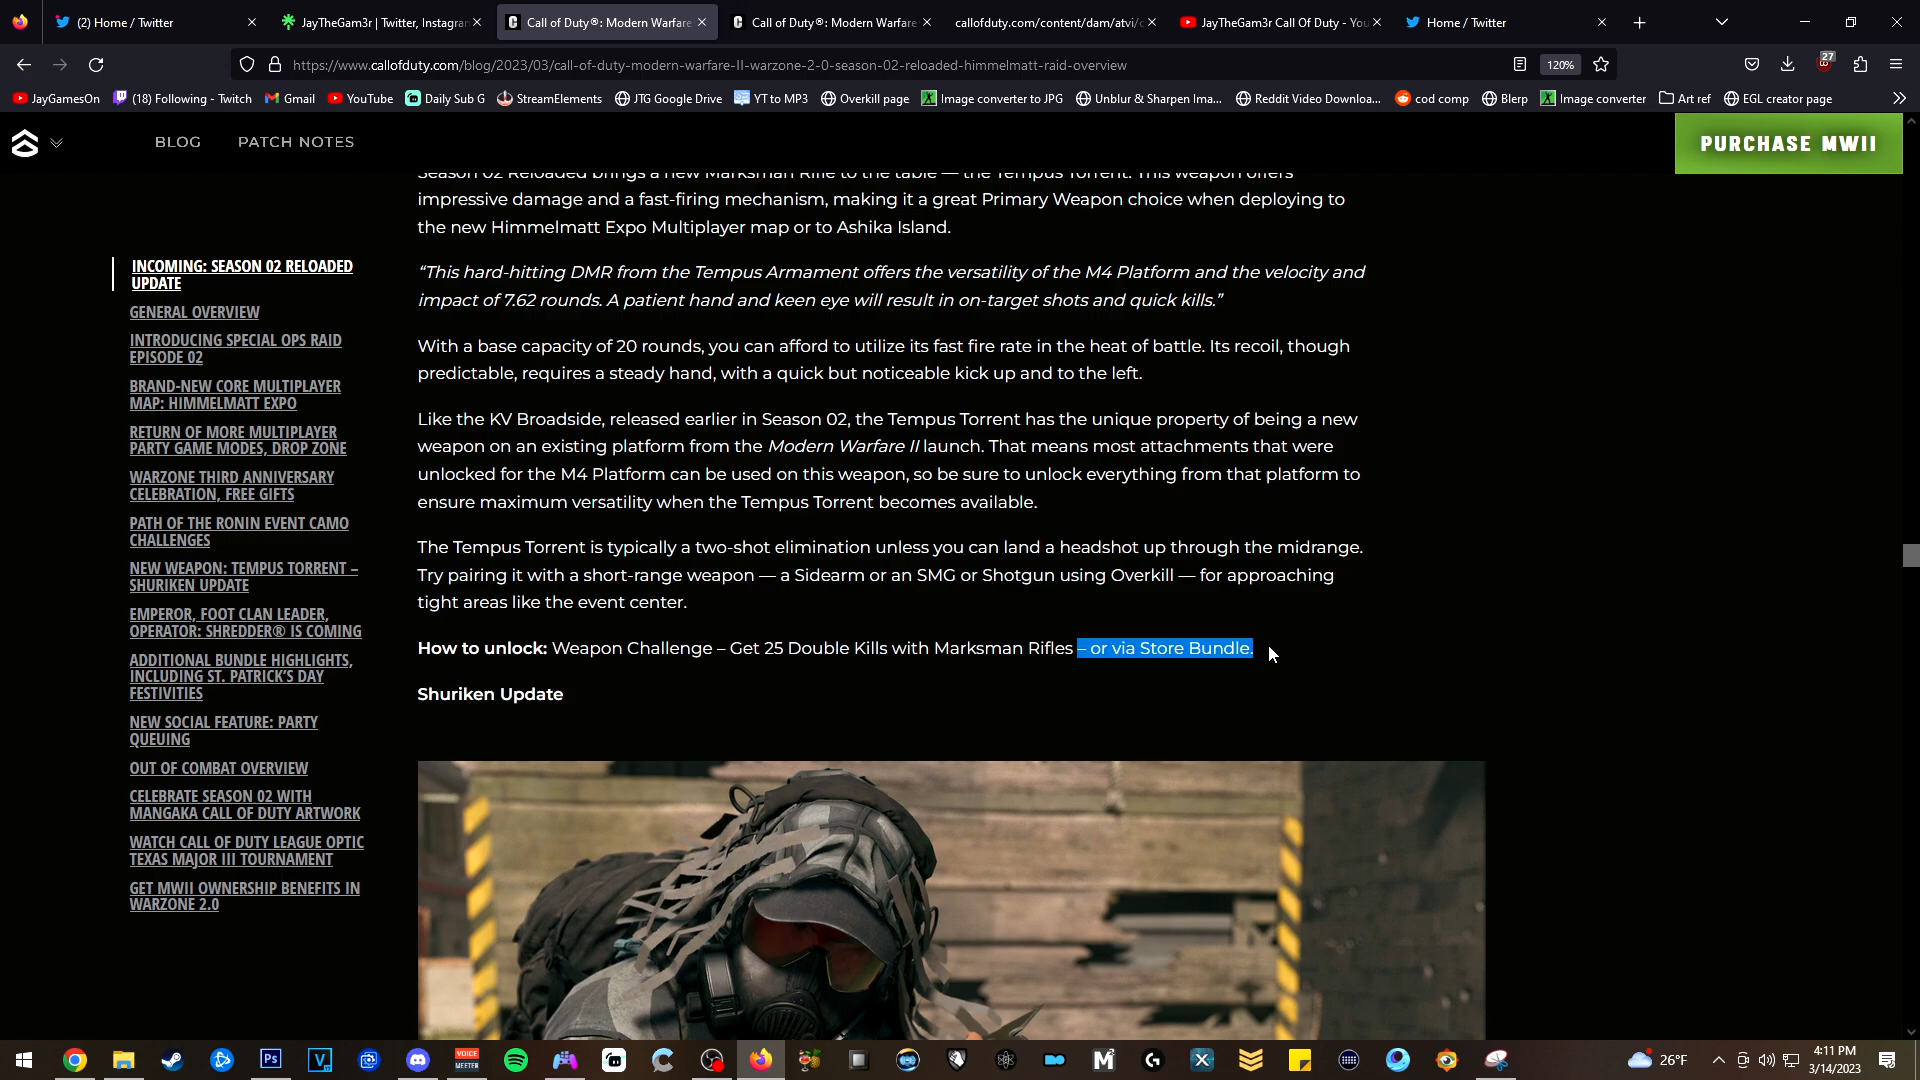 (2) Home / Twitter
JayTheGam3r | Twitter, Instagram
Call of Duty®: Modern Warfare
Call of Duty®: Modern Warfare
callofduty.com/content/dam/atvi/c
JayTheGam3r Call Of Duty - You
Home / Twitter
https://www.callofduty.com/blog/2023/03/call-of-duty-modern-warfare-II-warzone-2-0-season-02-reloaded-himmelmatt-raid-overview
120%
27
JayGamesOn
(18) Following - Twitch
Gmail
YouTube
Daily Sub G
StreamElements
JTG Google Drive
YT to MP3
Overkill page
Image converter to JPG
Unblur & Sharpen Ima...
Reddit Video Downloa...
cod comp
Blerp
Image converter
Art ref
EGL creator page
BLOG
PATCH NOTES
PURCHASE MWII
INCOMING: SEASON 02 RELOADED
UPDATE
GENERAL OVERVIEW
INTRODUCING SPECIAL OPS RAID
EPISODE 02
BRAND-NEW CORE MULTIPLAYER
MAP: HIMMELMATT EXPO
RETURN OF MORE MULTIPLAYER
PARTY GAME MODES, DROP ZONE
WARZONE THIRD ANNIVERSARY
CELEBRATION, FREE GIFTS
PATH OF THE RONIN EVENT CAMO
CHALLENGES
NEW WEAPON: TEMPUS TORRENT –
SHURIKEN UPDATE
EMPEROR, FOOT CLAN LEADER,
OPERATOR: SHREDDER® IS COMING
ADDITIONAL BUNDLE HIGHLIGHTS,
INCLUDING ST. PATRICK'S DAY
FESTIVITIES
NEW SOCIAL FEATURE: PARTY
QUEUING
OUT OF COMBAT OVERVIEW
CELEBRATE SEASON 02 WITH
MANGAKA CALL OF DUTY ARTWORK
WATCH CALL OF DUTY LEAGUE OPTIC
TEXAS MAJOR III TOURNAMENT
GET MWII OWNERSHIP BENEFITS IN
WARZONE 2.0
Season 02 Reloaded brings a new Marksman Rifle to the table — the Tempus Torrent. This weapon offers
impressive damage and a fast-firing mechanism, making it a great Primary Weapon choice when deploying to
the new Himmelmatt Expo Multiplayer map or to Ashika Island.
“This hard-hitting DMR from the Tempus Armament offers the versatility of the M4 Platform and the velocity and
impact of 7.62 rounds. A patient hand and keen eye will result in on-target shots and quick kills.”
With a base capacity of 20 rounds, you can afford to utilize its fast fire rate in the heat of battle. Its recoil, though
predictable, requires a steady hand, with a quick but noticeable kick up and to the left.
Like the KV Broadside, released earlier in Season 02, the Tempus Torrent has the unique property of being a new
weapon on an existing platform from the Modern Warfare II launch. That means most attachments that were
unlocked for the M4 Platform can be used on this weapon, so be sure to unlock everything from that platform to
ensure maximum versatility when the Tempus Torrent becomes available.
The Tempus Torrent is typically a two-shot elimination unless you can land a headshot up through the midrange.
Try pairing it with a short-range weapon — a Sidearm or an SMG or Shotgun using Overkill — for approaching
tight areas like the event center.
How to unlock: Weapon Challenge – Get 25 Double Kills with Marksman Rifles – or via Store Bundle.
Shuriken Update
Ps
V
VOICE
MEETER
26°F
4:11 PM
3/14/2023